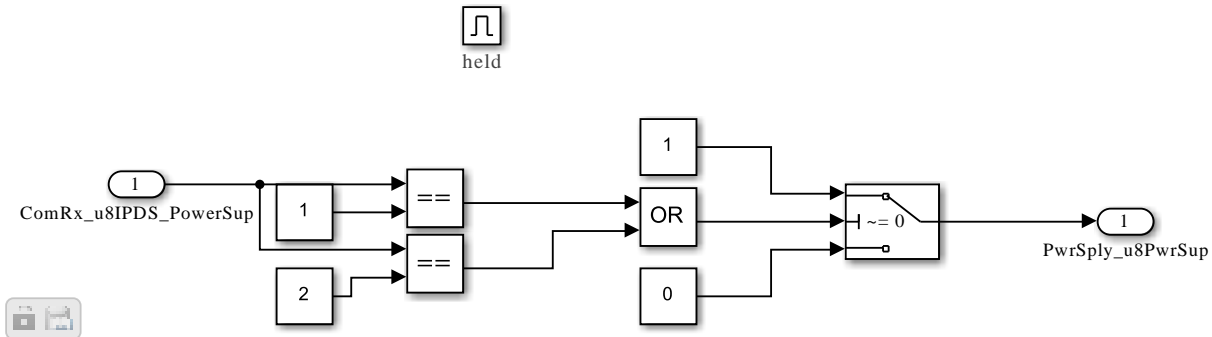 held
1
1
ComRx_u8IPDS_PowerSup
1
==
OR
~= 0
1
PwrSply_u8PwrSup
==
2
0